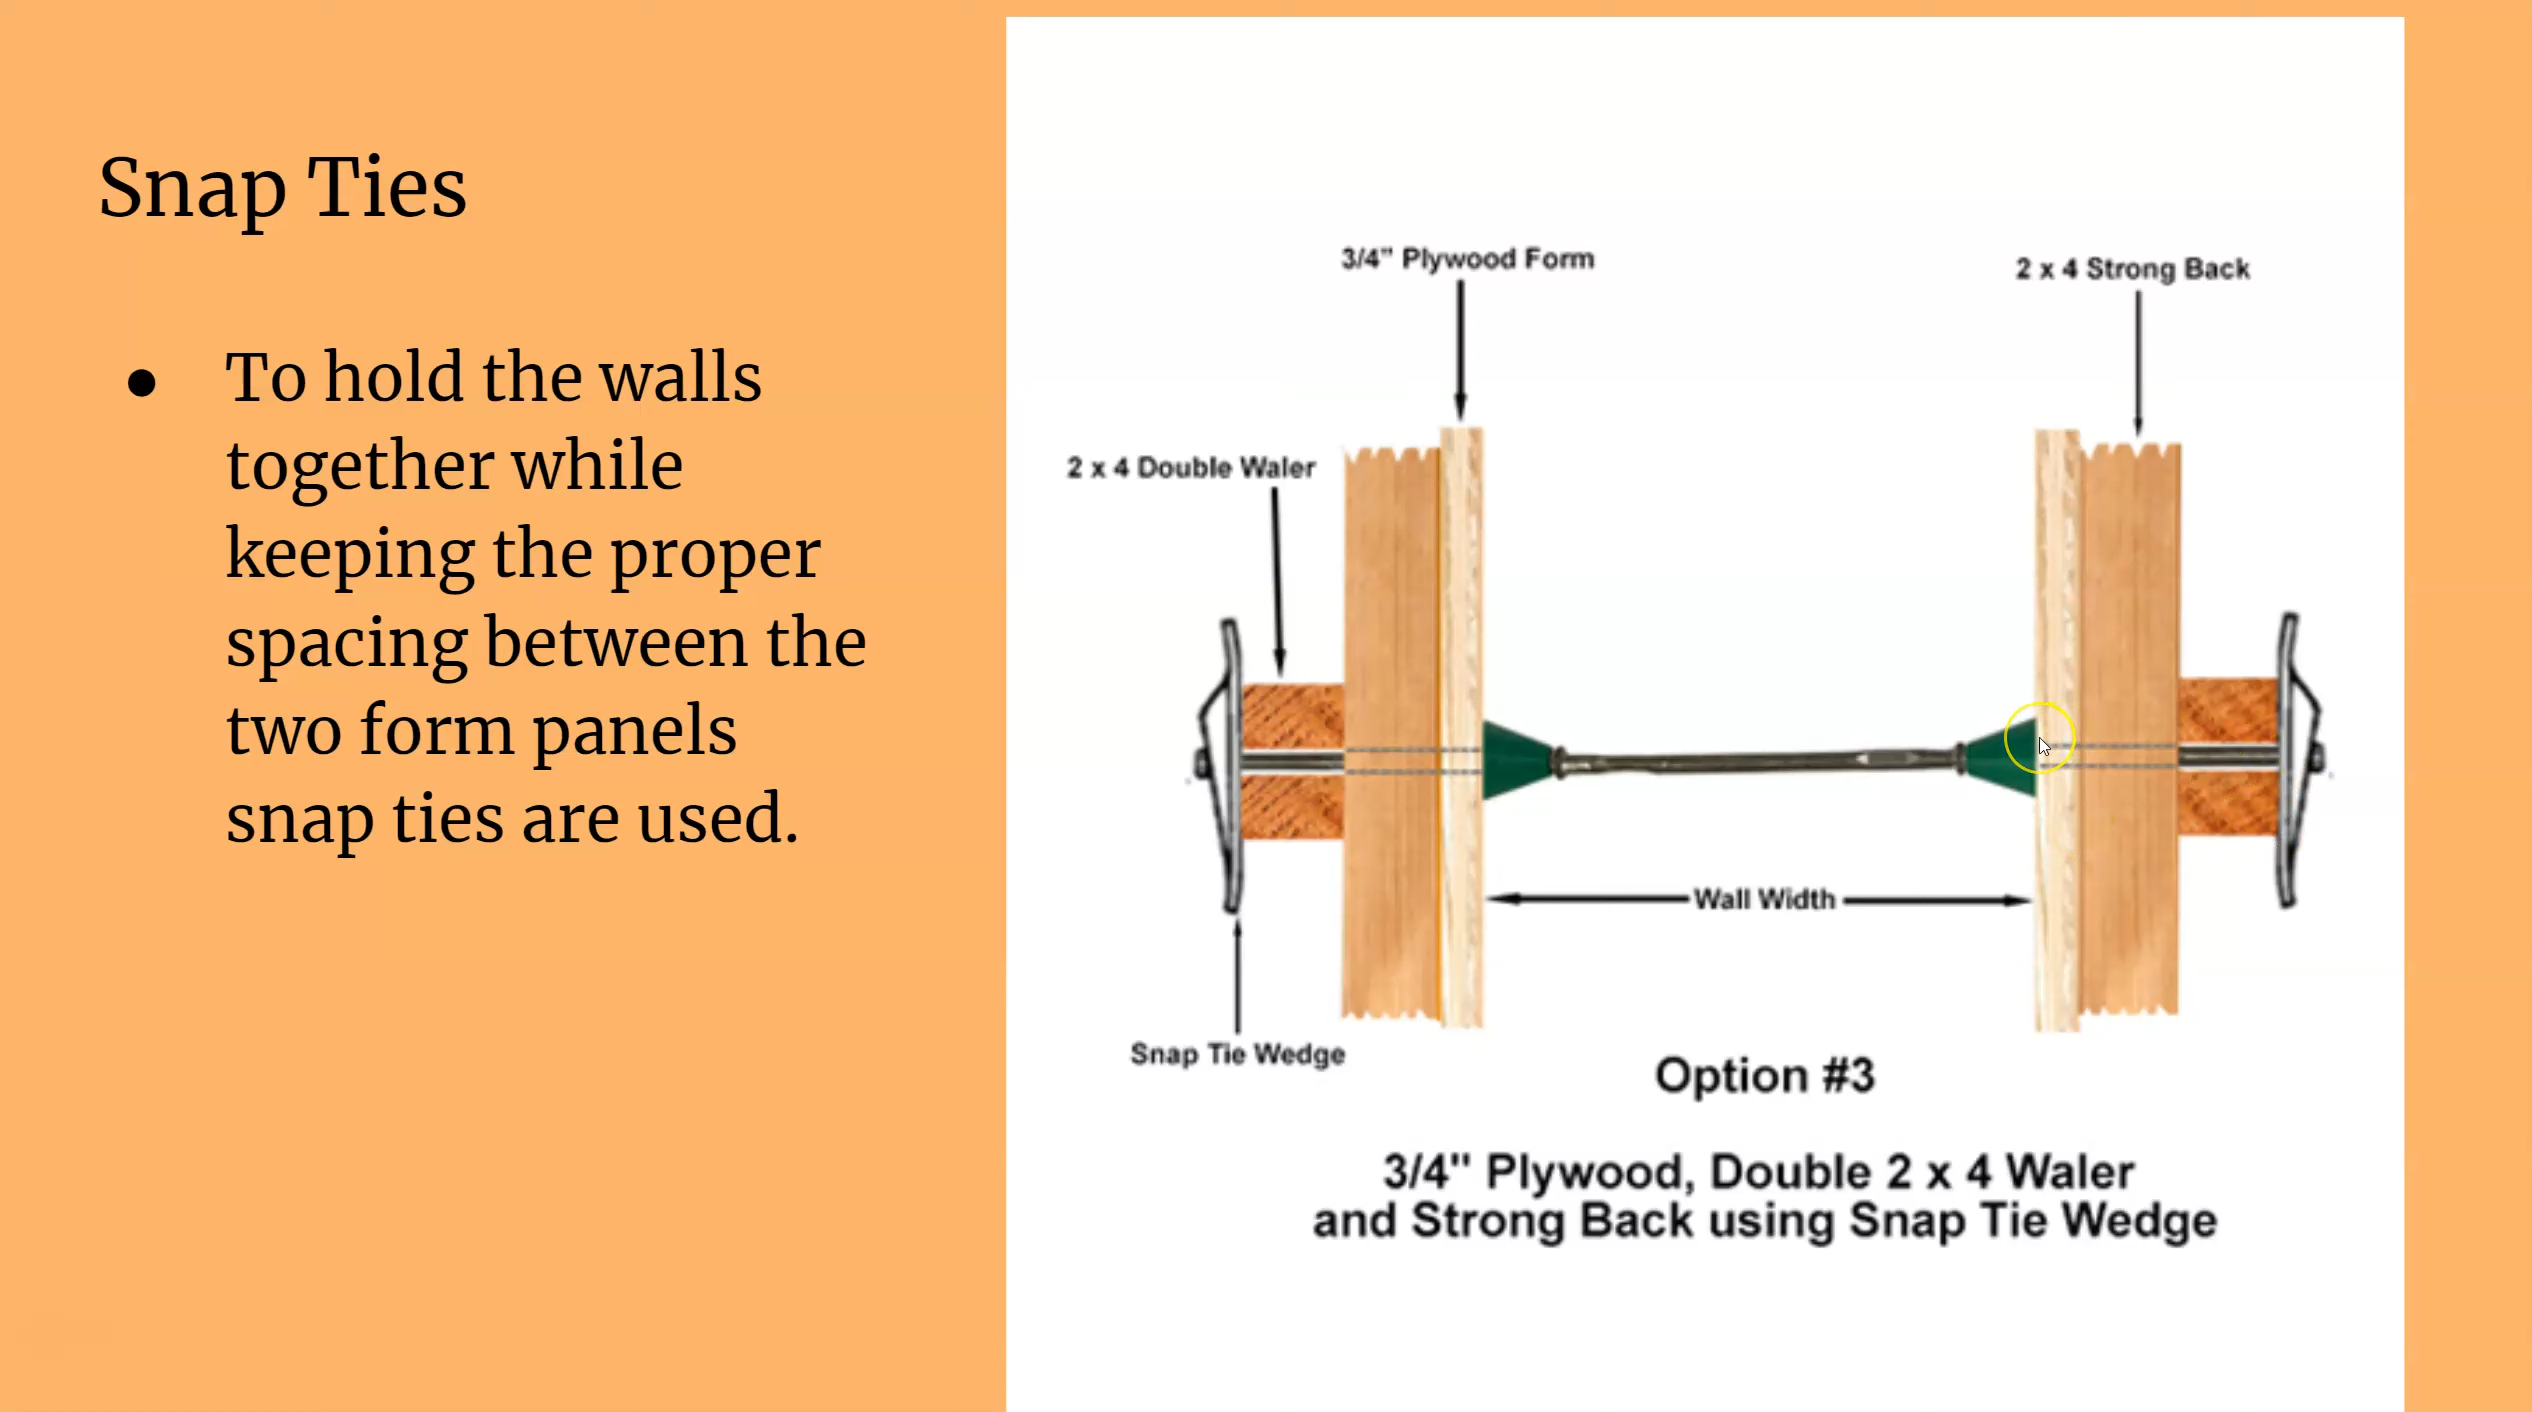 Snap Ties
● To hold the walls
together while
keeping the proper
spacing between the
two form panels
snap ties are used.
3/4" Plywood Form
2 x 4 Strong Back
2 x 4 Double Waler
Wall Width
Snap Tie Wedge
Option #3
3/4" Plywood, Double 2 x 4 Waler
and Strong Back using Snap Tie Wedge